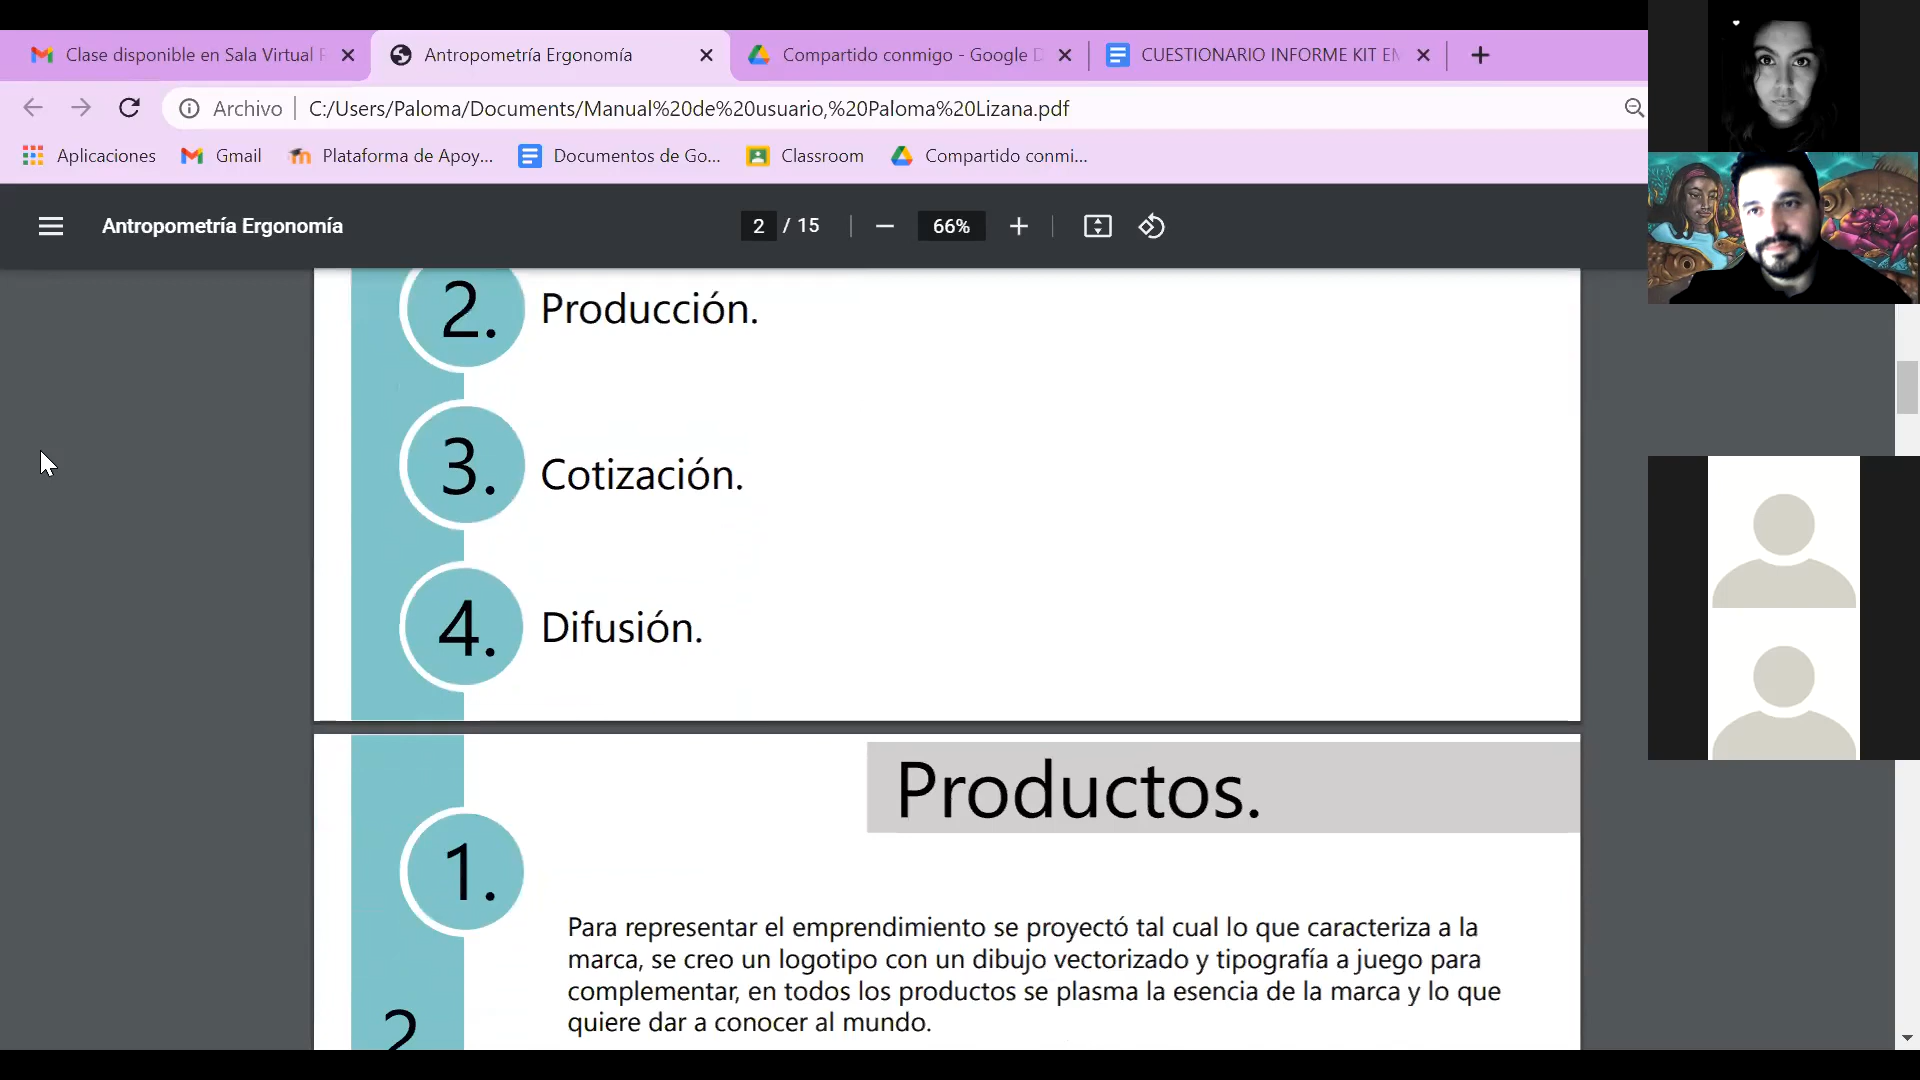 Clase disponible en Sala Virtual
Antropometría Ergonomía
Compartido conmigo - Google D
CUESTIONARIO INFORME KIT EM
Archivo
C:/Users/Paloma/Documents/Manual%20de%20usuario,%20Paloma%20Lizana.pdf
Aplicaciones
Gmail
Plataforma de Apoy...
Documentos de Go...
Classroom
Compartido conmi...
Antropometría Ergonomía
2 / 15
66%
2. Producción.
3. Cotización.
4. Difusión.
Productos.
1.
Para representar el emprendimiento se proyectó tal cual lo que caracteriza a la
marca, se creo un logotipo con un dibujo vectorizado y tipografía a juego para
complementar, en todos los productos se plasma la esencia de la marca y lo que
quiere dar a conocer al mundo.
2